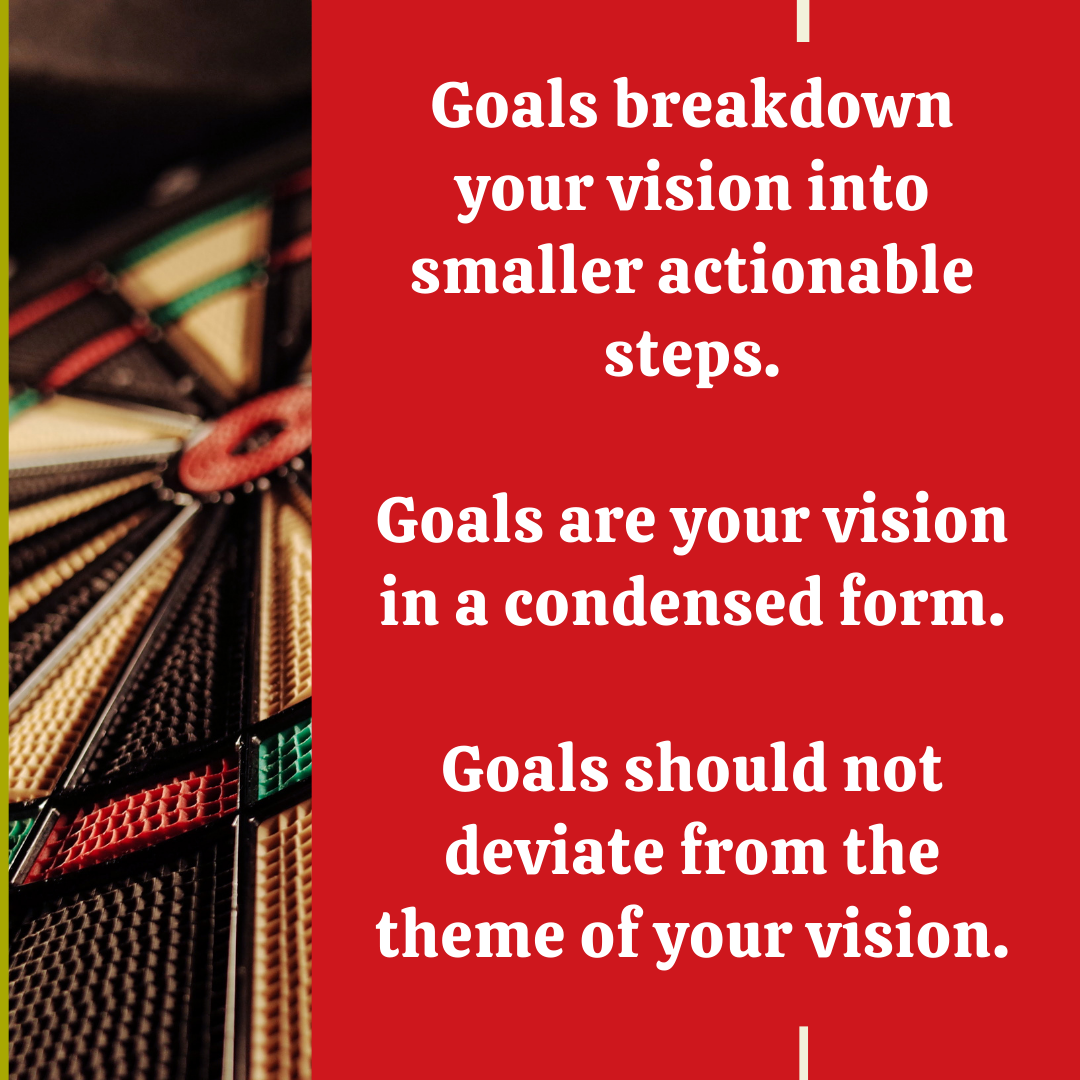 Goals breakdown
your vision into
smaller actionable
steps.
Goals are your vision
in a condensed form.
Goals should not
deviate from the
theme of your vision.